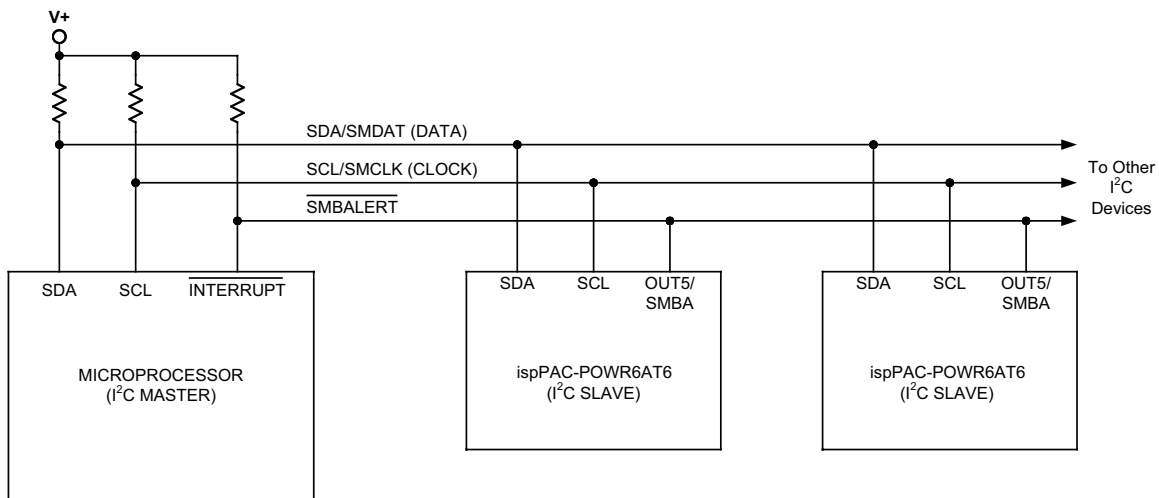 V+
SDA/SMDAT (DATA)
SCL/SMCLK (CLOCK)
SMBALERT
To Other
I²C
Devices
SDA
SCL
INTERRUPT
MICROPROCESSOR
(I²C MASTER)
SDA
SCL
OUT5/
SMBA
ispPAC-POWR6AT6
(I²C SLAVE)
SDA
SCL
OUT5/
SMBA
ispPAC-POWR6AT6
(I²C SLAVE)